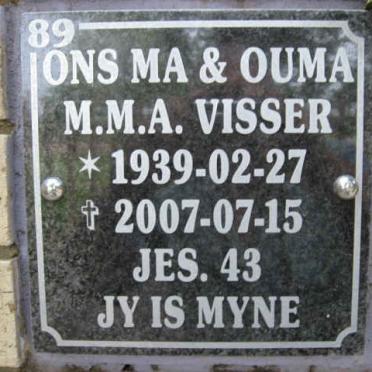 89
ONS MA & OUMA
M.M.A. VISSER
✶ 1939-02-27
✝ 2007-07-15
JES. 43
JY IS MYNE